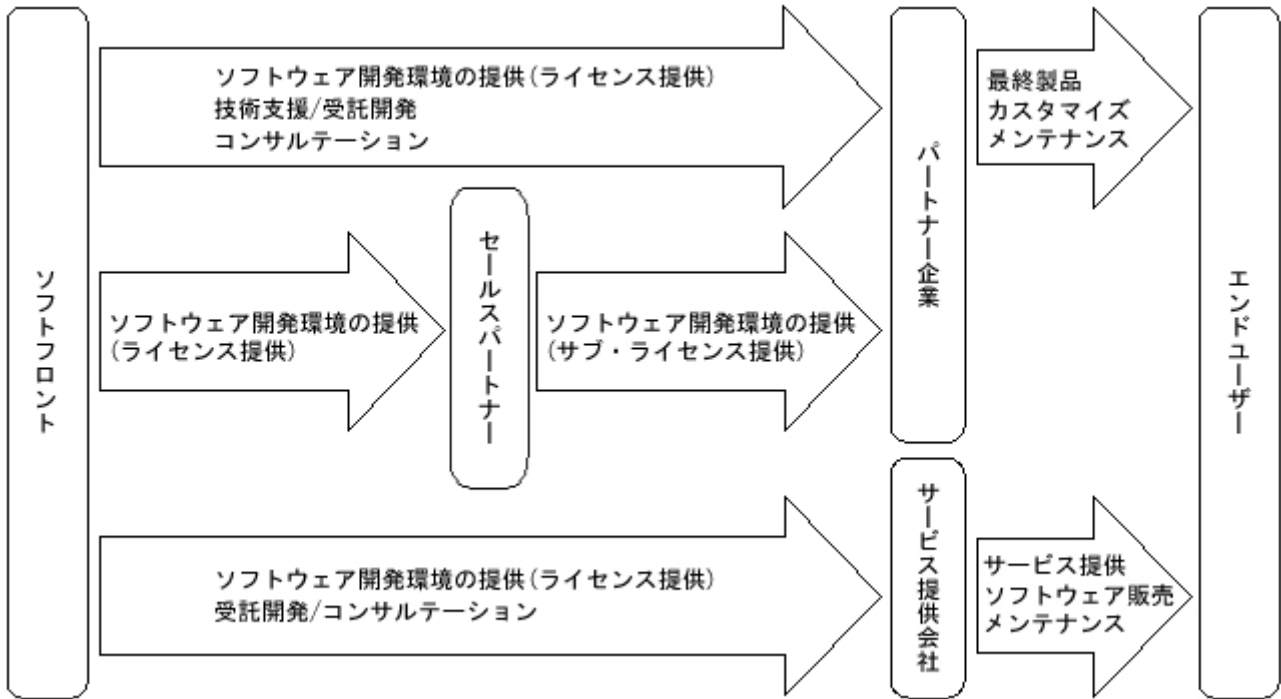 ソフトフロント
ソフトウェア開発環境の提供(ライセンス提供)
技術支援/受託開発
コンサルテーション
ソフトウェア開発環境の提供
(ライセンス提供)
セールスパートナー
ソフトウェア開発環境の提供
(サブ・ライセンス提供)
ソフトウェア開発環境の提供(ライセンス提供)
受託開発/コンサルテーション
パートナー企業
サービス提供会社
最終製品
カスタマイズ
メンテナンス
サービス提供
ソフトウェア販売
メンテナンス
エンドユーザー